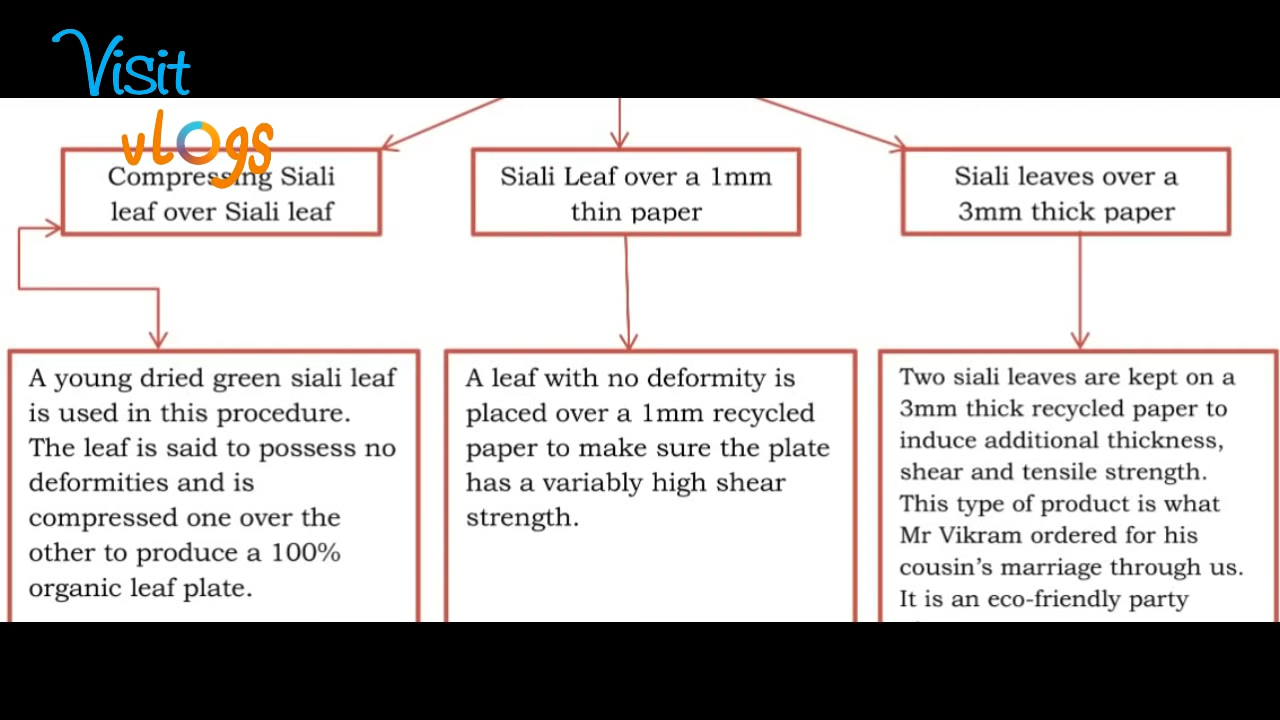 Visit
vlogs
Compressing Siali
leaf over Siali leaf
Siali Leaf over a 1mm
thin paper
Siali leaves over a
3mm thick paper
A young dried green siali leaf
is used in this procedure.
The leaf is said to possess no
deformities and is
compressed one over the
other to produce a 100%
organic leaf plate.
A leaf with no deformity is
placed over a 1mm recycled
paper to make sure the plate
has a variably high shear
strength.
Two siali leaves are kept on a
3mm thick recycled paper to
induce additional thickness,
shear and tensile strength.
This type of product is what
Mr Vikram ordered for his
cousin's marriage through us.
It is an eco-friendly party